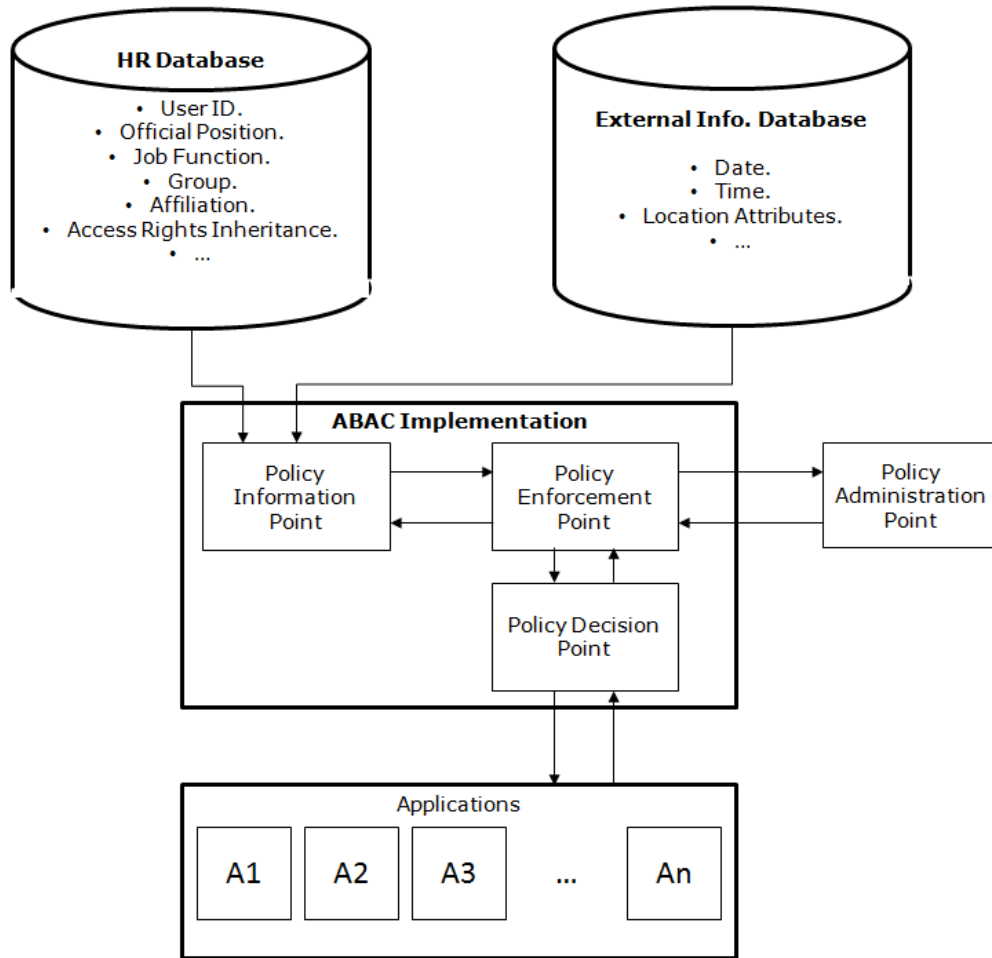 HR Database
• User ID.
• Official Position.
• Job Function.
• Group.
• Affiliation.
• Access Rights Inheritance.
• ...
External Info. Database
• Date.
• Time.
• Location Attributes.
• ...
ABAC Implementation
Policy
Information
Point
Policy
Enforcement
Point
Policy
Administration
Point
Policy Decision
Point
Applications
A1
A2
A3
...
An